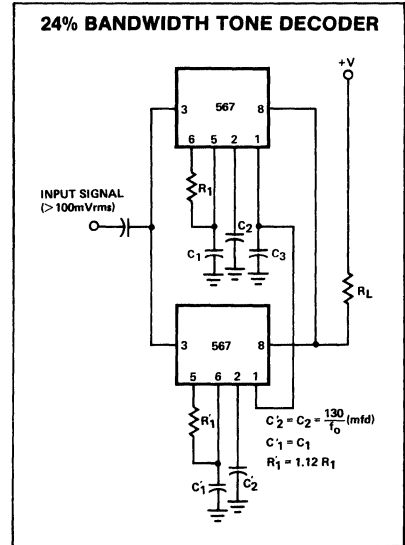 24% BANDWIDTH TONE DECODER
+V
3 567 8
6 5 2 1
INPUT SIGNAL
(> 100mVrms)
R1
C2
C1 C3
RL
3 567 8
5 6 2 1
R'1
C'2 = C2 = 130/fo (mfd)
C'1 = C1
R'1 = 1.12 R1
C'1 C'2